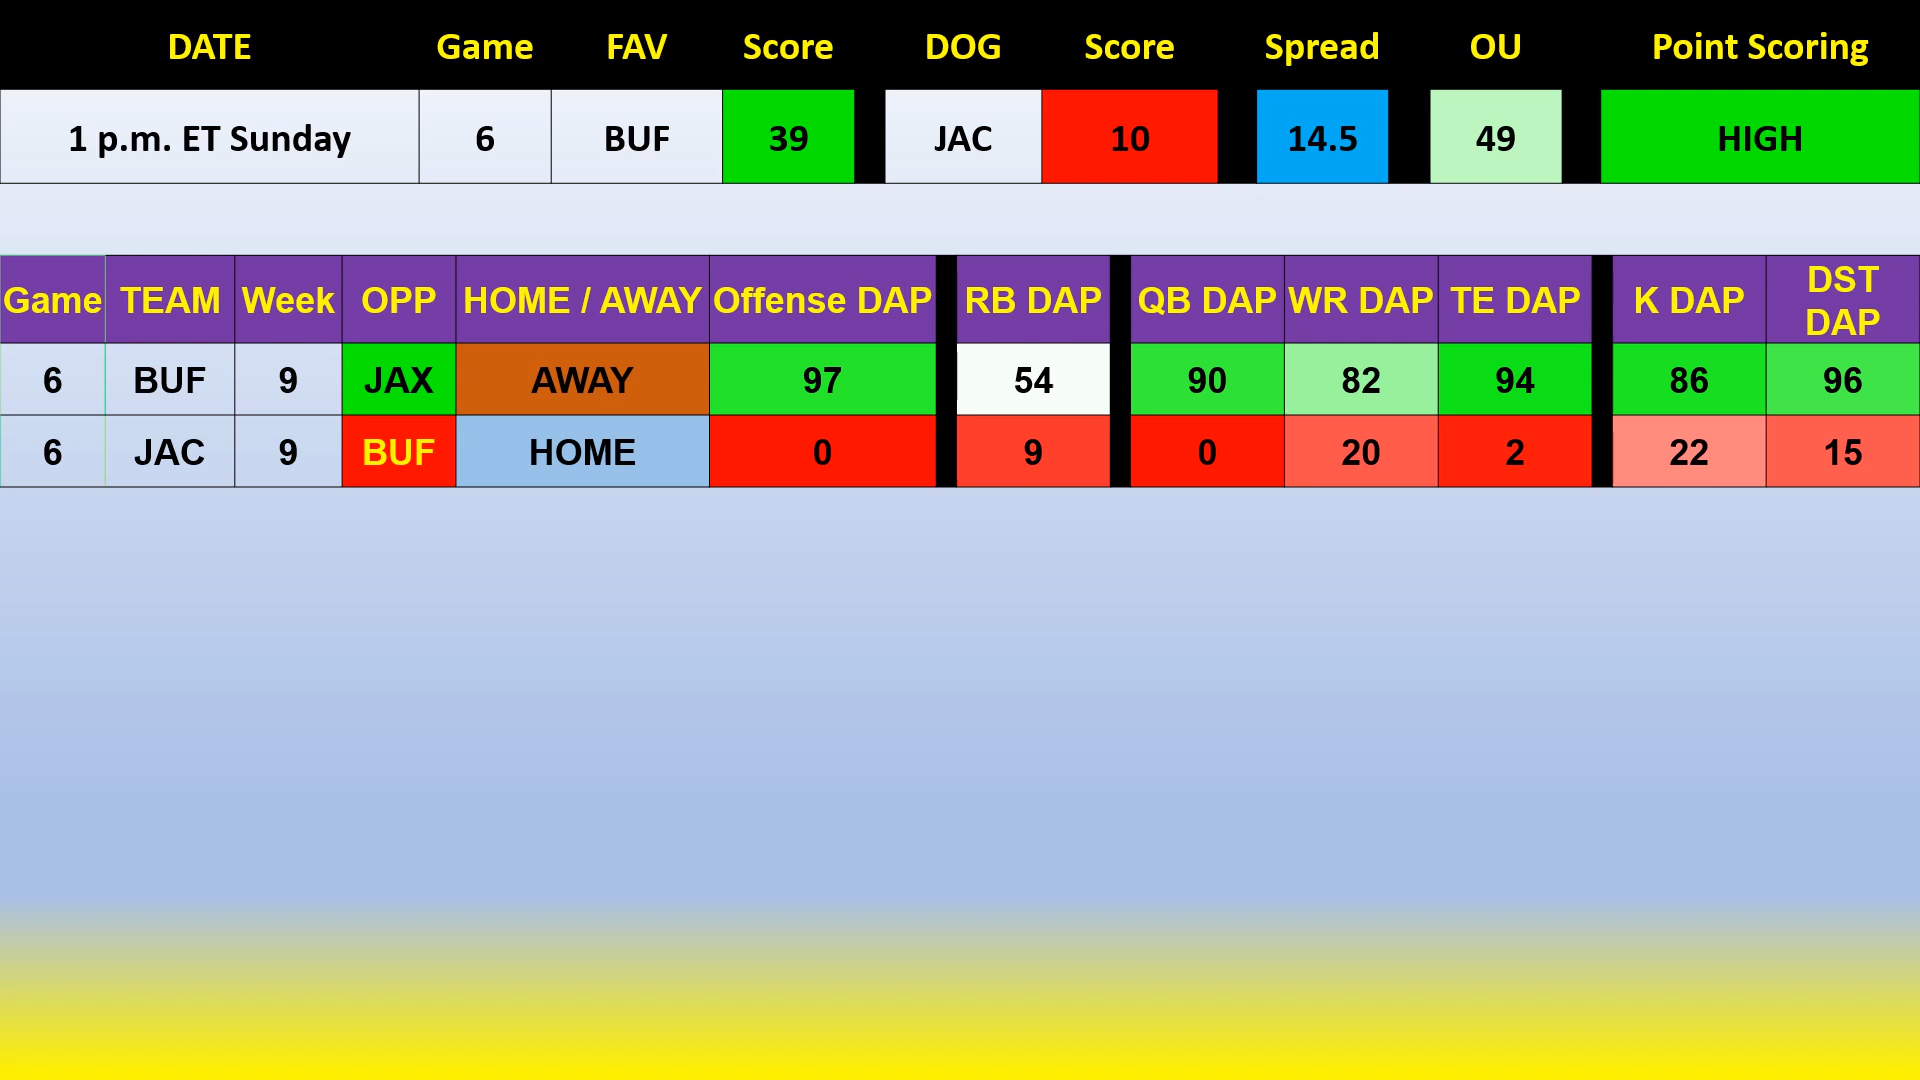 DATE Game FAV Score DOG Score Spread OU Point Scoring
1 p.m. ET Sunday 6 BUF 39 JAC 10 14.5 49 HIGH
Game TEAM Week OPP HOME / AWAY Offense DAP RB DAP QB DAP WR DAP TE DAP K DAP DST DAP
6 BUF 9 JAX AWAY 97 54 90 82 94 86 96
6 JAC 9 BUF HOME 0 9 0 20 2 22 15